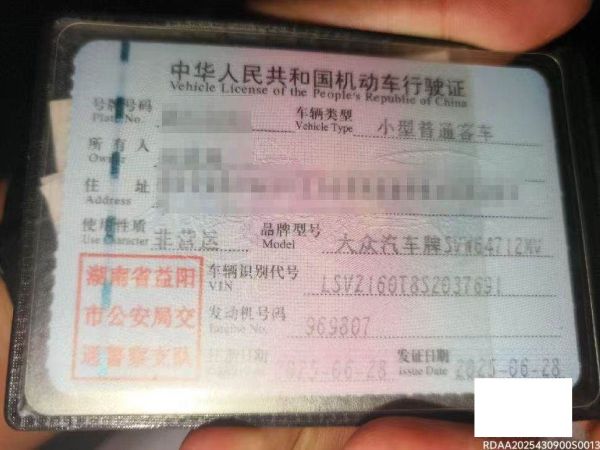 中华人民共和国机动车行驶证
Vehicle License of the People's Republic of China
号牌号码
Plate No.
车辆类型 小型普通客车
Vehicle Type
所有人
Owner
住址
Address
使用性质 非营运 品牌型号 大众汽车牌SVW64712MV
Use Character Model
湖南省益阳
市公安局交
通警察支队
车辆识别代号 LSVZ160T8S2037691
VIN
发动机号码 969807
Engine No.
注册日期 2025-06-28 发证日期 2025-06-28
Issue Date
RDAA2025430900S0013